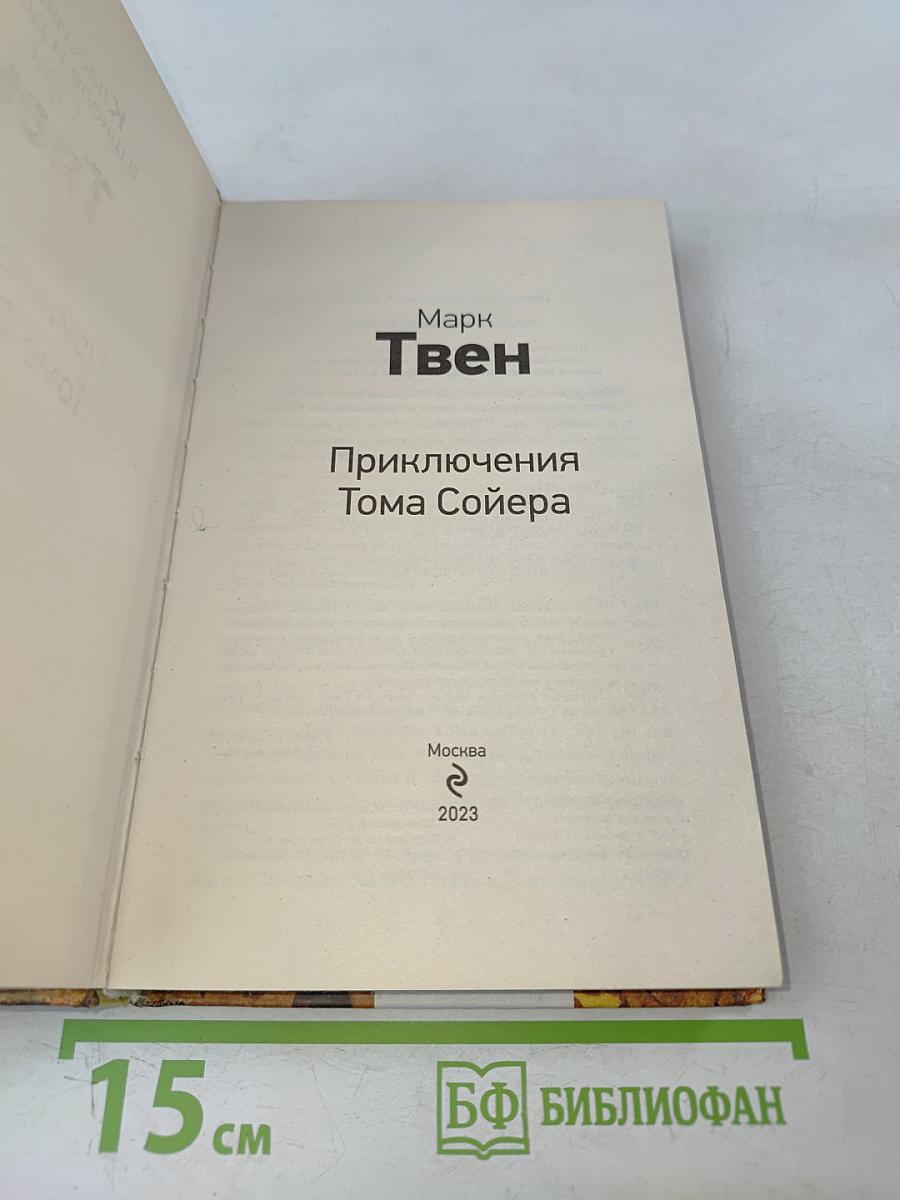 Марк
Твен
Приключения
Тома Сойера
Москва
2023
15 см
БФ БИБЛИОФАН